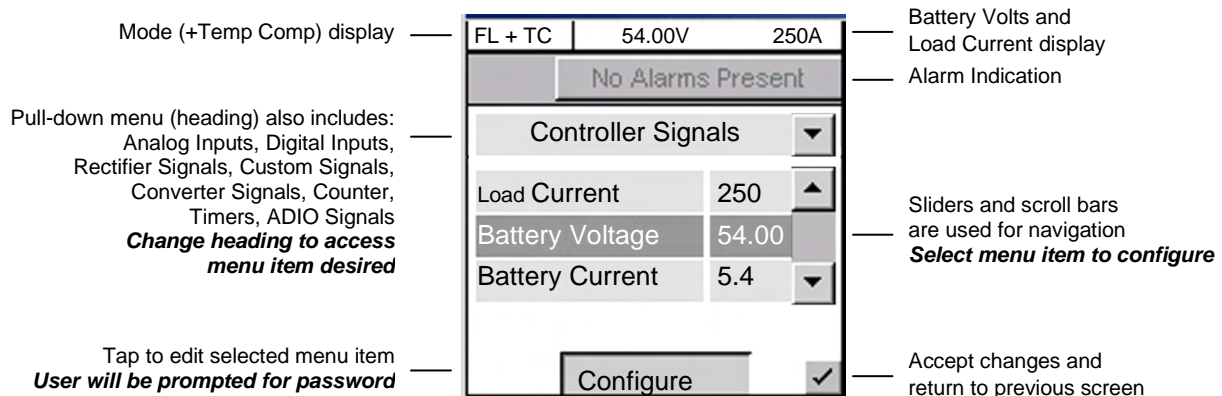 Mode (+Temp Comp) display
FL + TC
54.00V
250A
Battery Volts and
Load Current display
No Alarms Present
Alarm Indication
Pull-down menu (heading) also includes:
Analog Inputs, Digital Inputs,
Rectifier Signals, Custom Signals,
Converter Signals, Counter,
Timers, ADIO Signals
Change heading to access
menu item desired
Controller Signals
Load Current
250
Battery Voltage
54.00
Battery Current
5.4
Sliders and scroll bars
are used for navigation
Select menu item to configure
Tap to edit selected menu item
User will be prompted for password
Configure
Accept changes and
return to previous screen